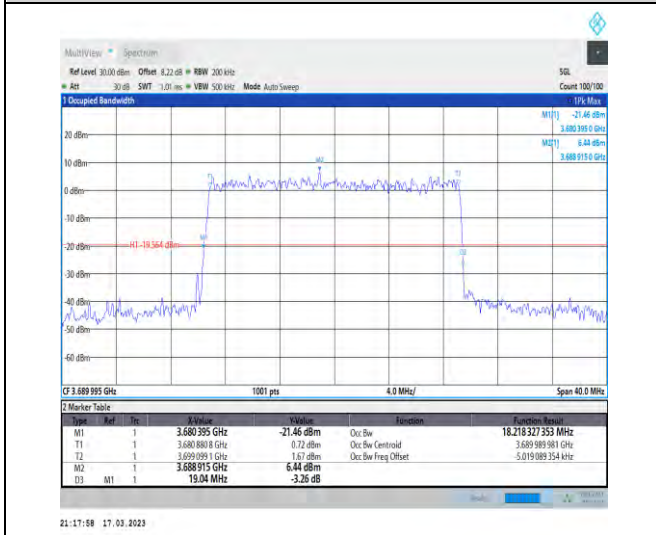 MultiView Spectrum
Ref Level 30.00 dBm Offset 8.22 dB RBW 200 kHz SGL
Att 30 dB SWT 1.01 ms VBW 500 kHz Mode Auto Sweep Count 100/100
1 Occupied Bandwidth 1Pk Max
M1[1] -21.46 dBm
3.680 395 0 GHz
M2[1] 6.44 dBm
3.688 915 0 GHz
20 dBm
10 dBm
0 dBm
-10 dBm
-20 dBm
-30 dBm
-40 dBm
-50 dBm
-60 dBm
H1 -19.564 dBm
T1
M2
T2
M1
D3
CF 3.689 995 GHz 1001 pts 4.0 MHz/ Span 40.0 MHz
2 Marker Table
Type Ref Trc X-Value Y-Value Function Function Result
M1 1 3.680 395 GHz -21.46 dBm Occ Bw 18.218 327 353 MHz
T1 1 3.680 880 8 GHz 0.72 dBm Occ Bw Centroid 3.689 989 981 GHz
T2 1 3.699 099 1 GHz 1.67 dBm Occ Bw Freq Offset -5.019 089 354 kHz
M2 1 3.688 915 GHz 6.44 dBm
D3 M1 1 19.04 MHz -3.26 dB
21:17:58 17.03.2023